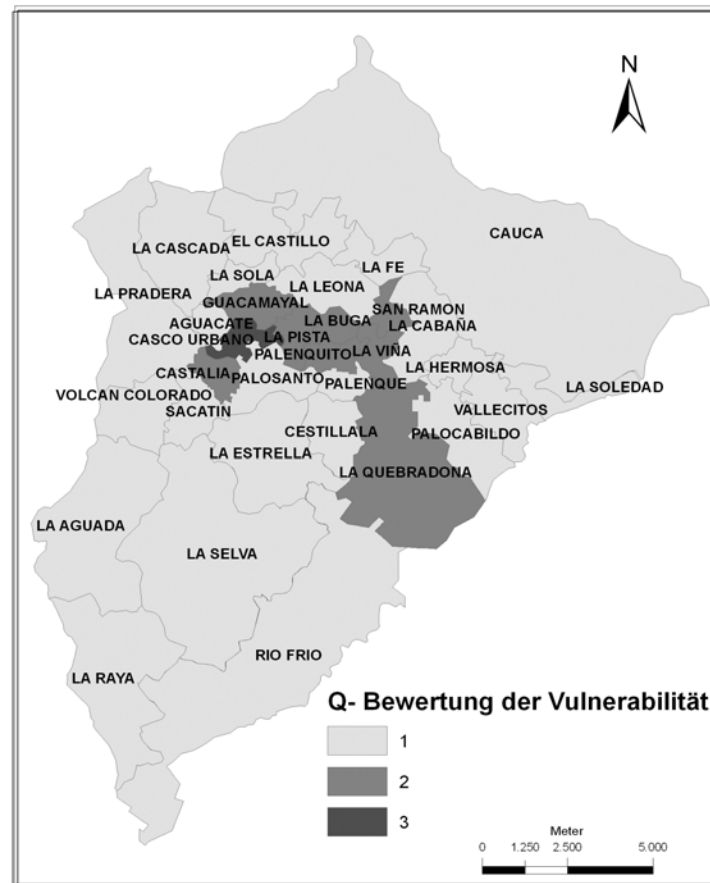 N
CAUCA
EL CASTILLO
LA CASCADA
LA FE
LA SOLA
LA LEONA
LA PRADERA
GUACAMAYAL
SAN RAMON
LA BUGA
AGUACATE
LA CABAÑA
CASCO URBANO
LA PISTA
PALENQUITO
LA VIÑA
LA HERMOSA
CASTALIA
PALOSANTO
PALENQUE
LA SOLEDAD
VOLCAN COLORADO
SACATIN
VALLECITOS
CESTILLALA
PALOCABILDO
LA ESTRELLA
LA QUEBRADONA
LA AGUADA
LA SELVA
RIO FRIO
LA RAYA
Q- Bewertung der Vulnerabilität
1
2
3
Meter
0 1.250 2.500 5.000